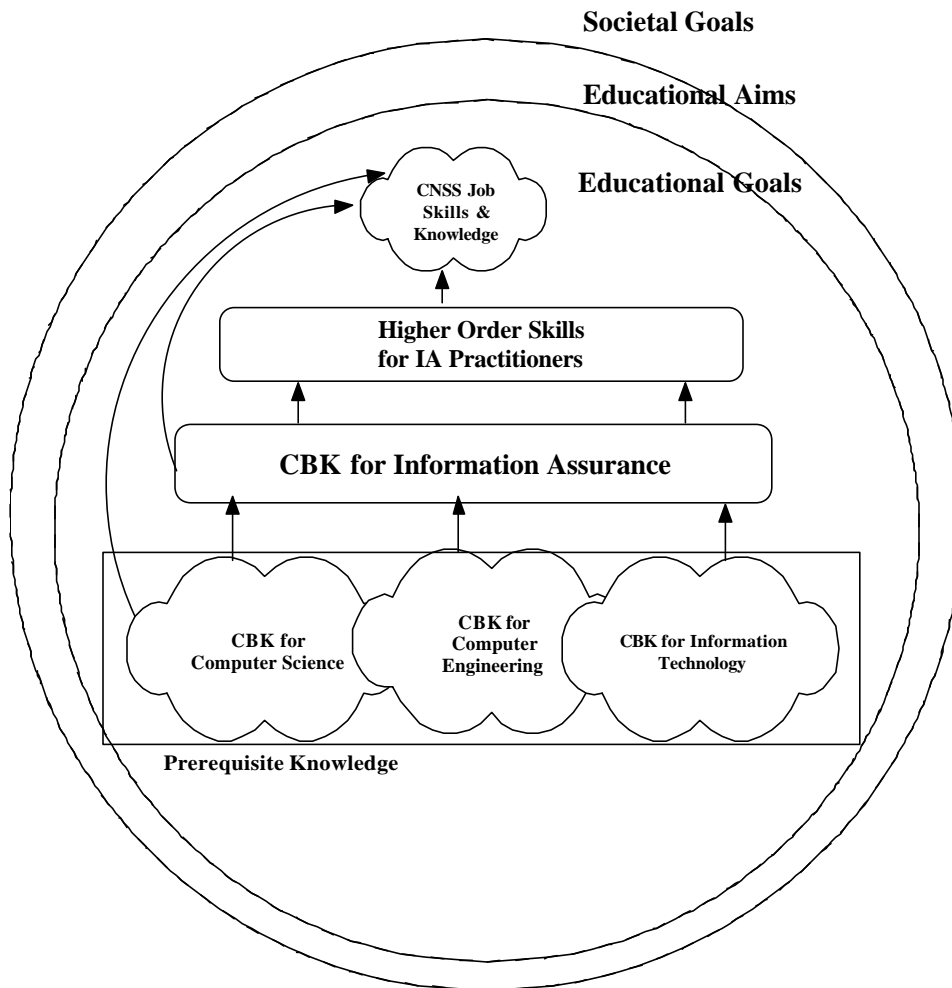 Societal Goals
Educational Aims
Educational Goals
CNSS Job
Skills & 
Knowledge
Higher Order Skills
for IA Practitioners
CBK for Information Assurance
CBK for
Computer Science
CBK for
Computer
Engineering
CBK for Information
Technology
Prerequisite Knowledge